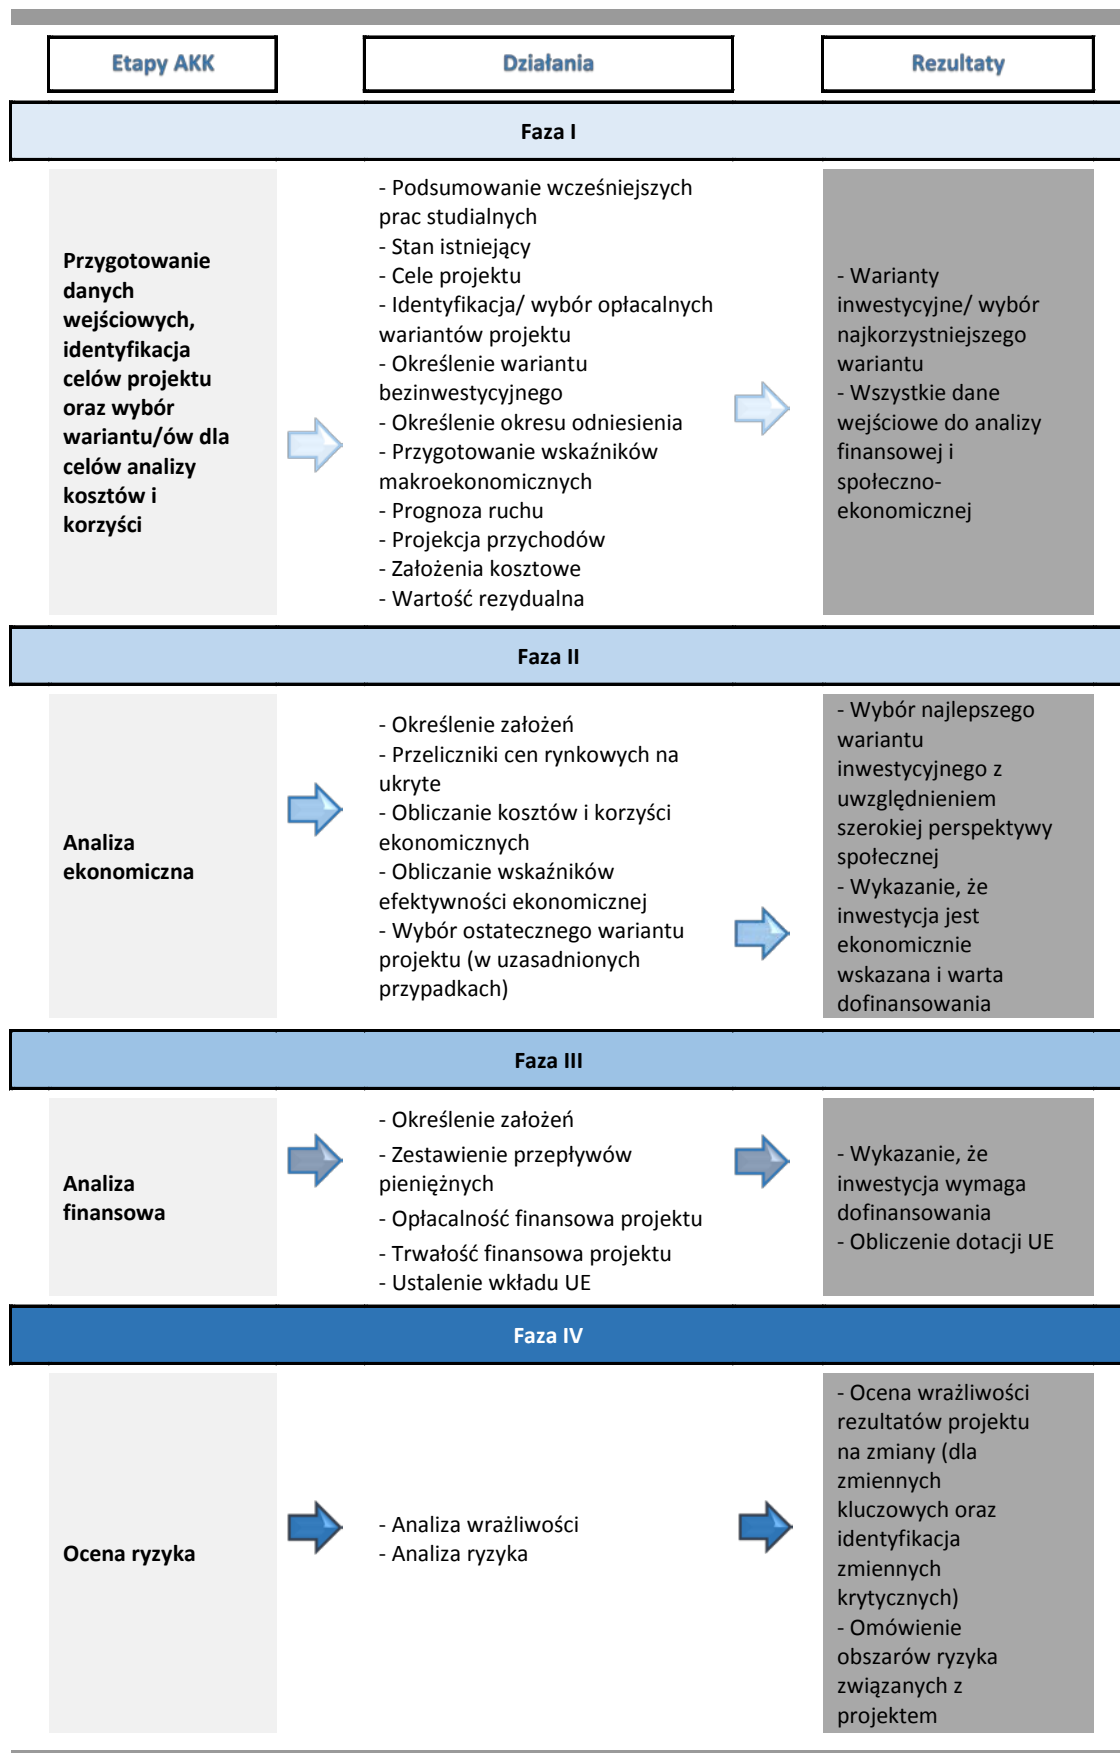 Etapy AKK
Działania
Rezultaty
Faza I
Przygotowanie
danych
wejściowych,
identyfikacja
celów projektu
oraz wybór
wariantu/ów dla
celów analizy
kosztów i
korzyści
- Podsumowanie wcześniejszych
prac studialnych
- Stan istniejący
- Cele projektu
- Identyfikacja/ wybór opłacalnych
wariantów projektu
- Określenie wariantu
bezinwestycyjnego
- Określenie okresu odniesienia
- Przygotowanie wskaźników
makroekonomicznych
- Prognoza ruchu
- Projekcja przychodów
- Założenia kosztowe
- Wartość rezydualna
- Warianty
inwestycyjne/ wybór
najkorzystniejszego
wariantu
- Wszystkie dane
wejściowe do analizy
finansowej i
społeczno-
ekonomicznej
Faza II
Analiza
ekonomiczna
- Określenie założeń
- Przeliczniki cen rynkowych na
ukryte
- Obliczanie kosztów i korzyści
ekonomicznych
- Obliczanie wskaźników
efektywności ekonomicznej
- Wybór ostatecznego wariantu
projektu (w uzasadnionych
przypadkach)
- Wybór najlepszego
wariantu
inwestycyjnego z
uwzględnieniem
szerokiej perspektywy
społecznej
- Wykazanie, że
inwestycja jest
ekonomicznie
wskazana i warta
dofinansowania
Faza III
Analiza
finansowa
- Określenie założeń
- Zestawienie przepływów
pieniężnych
- Opłacalność finansowa projektu
- Trwałość finansowa projektu
- Ustalenie wkładu UE
- Wykazanie, że
inwestycja wymaga
dofinansowania
- Obliczenie dotacji UE
Faza IV
Ocena ryzyka
- Analiza wrażliwości
- Analiza ryzyka
- Ocena wrażliwości
rezultatów projektu
na zmiany (dla
zmiennych
kluczowych oraz
identyfikacja
zmiennych
krytycznych)
- Omówienie
obszarów ryzyka
związanych z
projektem